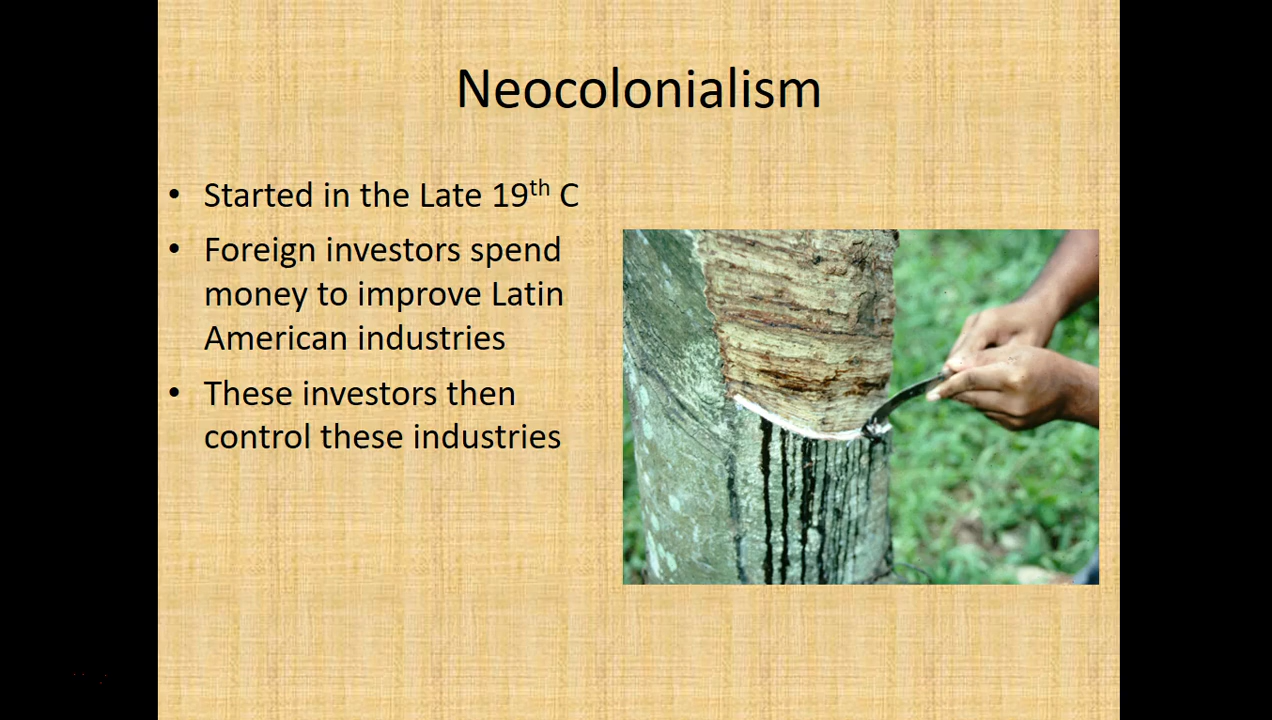 Neocolonialism
• Started in the Late 19th C
• Foreign investors spend
money to improve Latin
American industries
• These investors then
control these industries